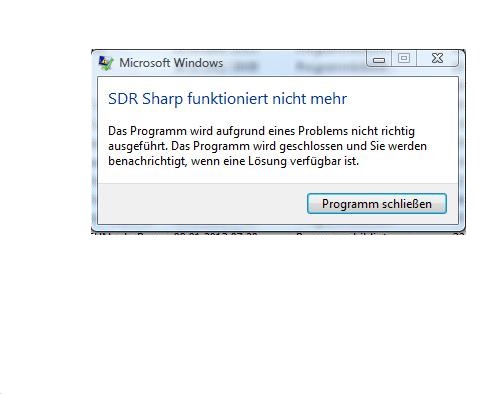 Microsoft Windows
SDR Sharp funktioniert nicht mehr
Das Programm wird aufgrund eines Problems nicht richtig
ausgeführt. Das Programm wird geschlossen und Sie werden
benachrichtigt, wenn eine Lösung verfügbar ist.
Programm schließen